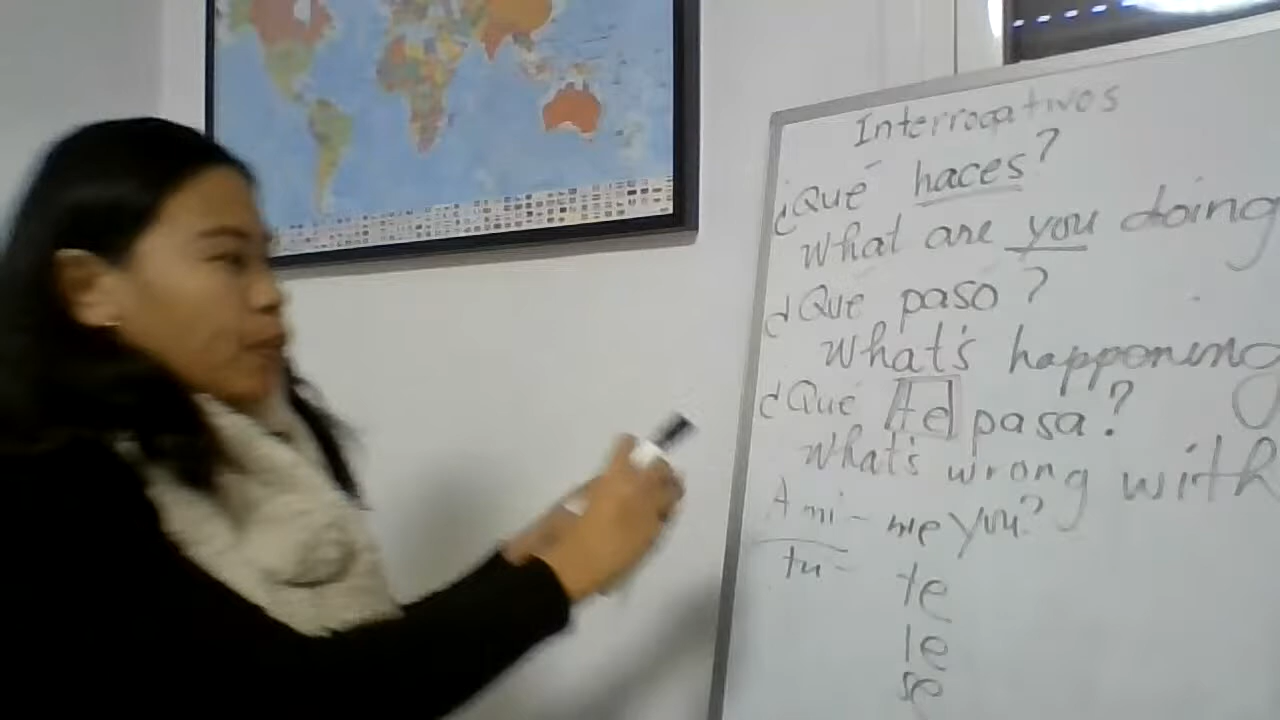 Interrogativos
¿Qué haces?
What are you doing
¿Que paso?
What's happening
¿Que te pasa?
What's wrong with
A mi - me you?
tu - te
le
se